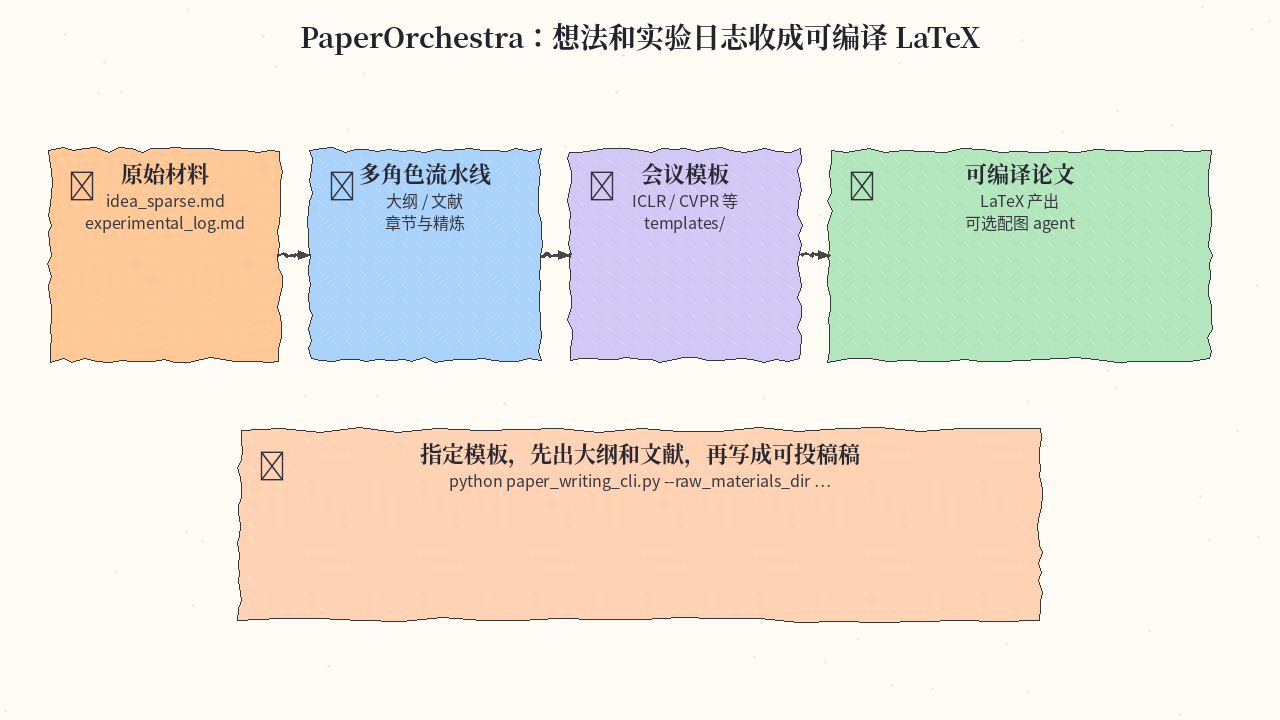 PaperOrchestra：想法和实验日志收成可编译 LaTeX
原始材料
idea_sparse.md
experimental_log.md
多角色流水线
大纲 / 文献
章节与精炼
会议模板
ICLR / CVPR 等
templates/
可编译论文
LaTeX 产出
可选配图 agent
指定模板，先出大纲和文献，再写成可投稿稿
python paper_writing_cli.py --raw_materials_dir …